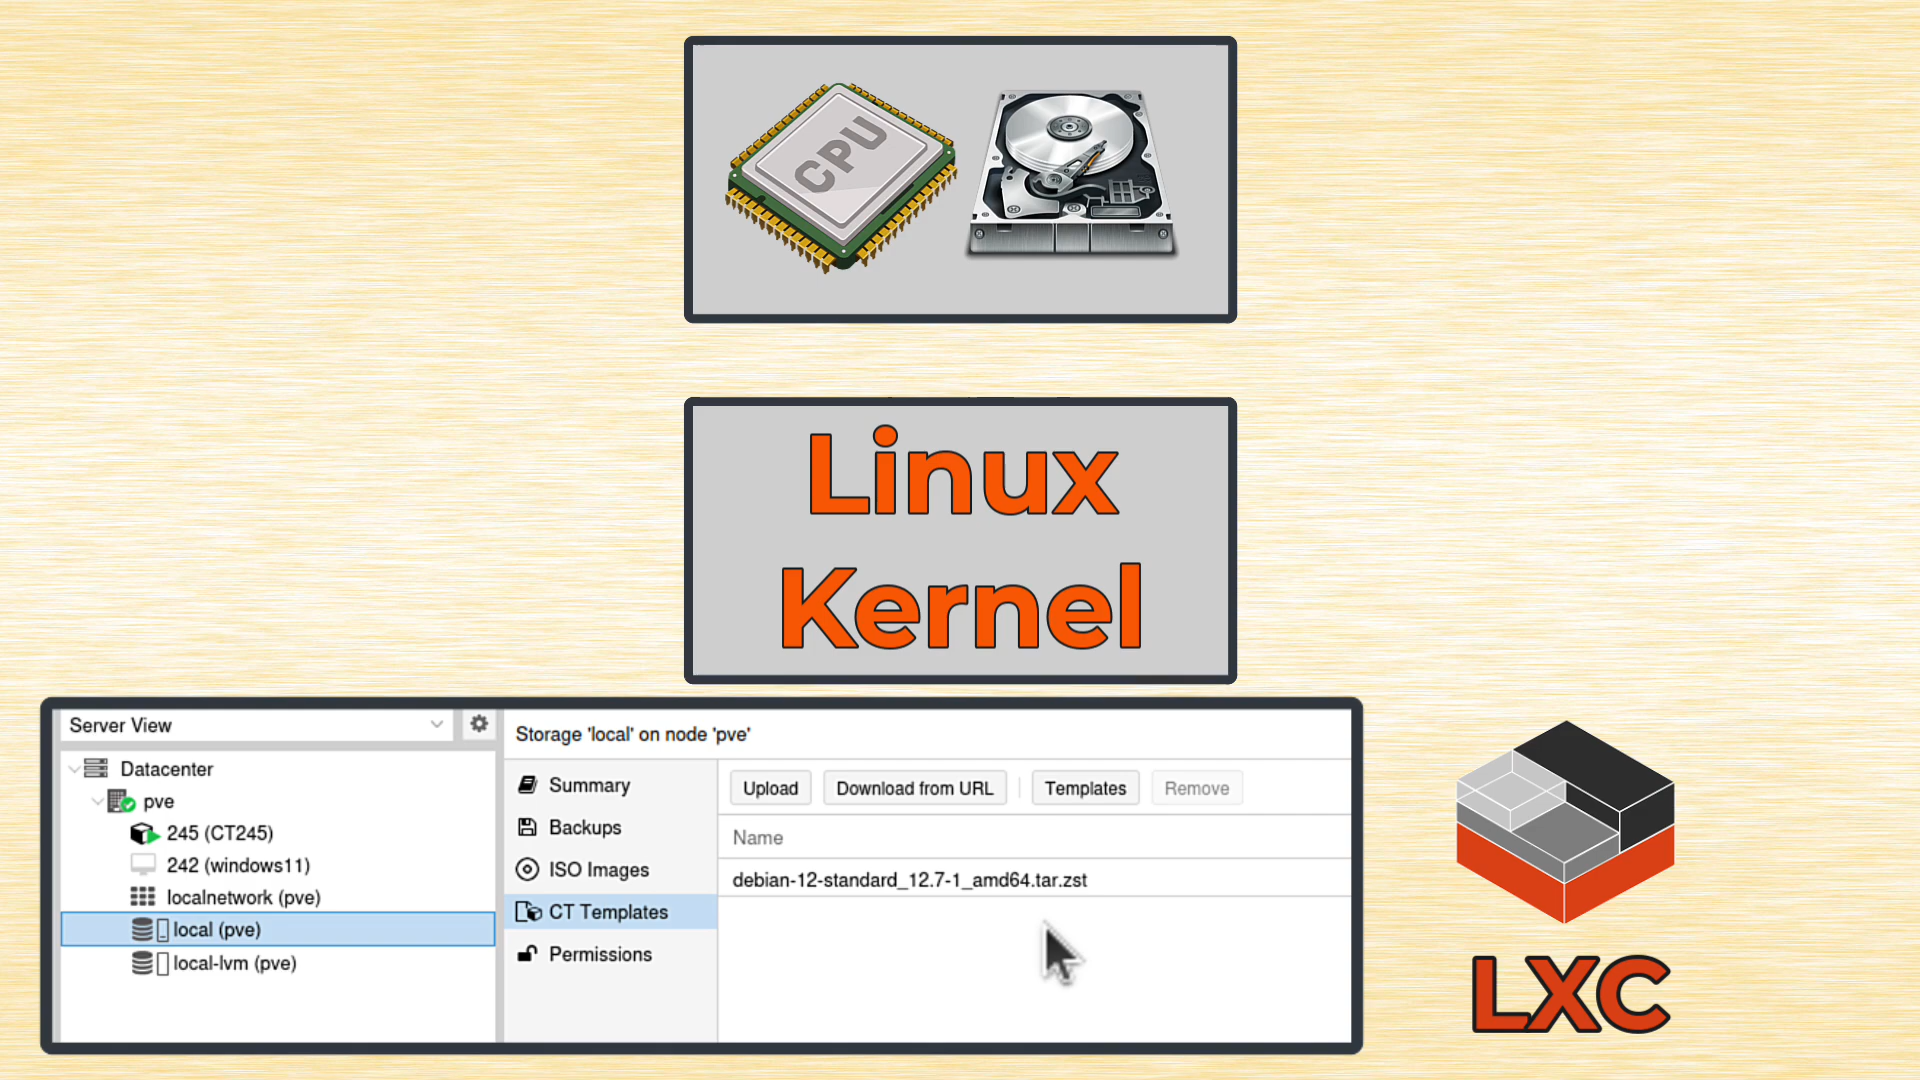 CPU
Linux
Kernel
Server View
Datacenter
pve
245 (CT245)
242 (windows11)
localnetwork (pve)
local (pve)
local-lvm (pve)
Storage 'local' on node 'pve'
Summary
Backups
ISO Images
CT Templates
Permissions
Upload
Download from URL
Templates
Remove
Name
debian-12-standard_12.7-1_amd64.tar.zst
LXC